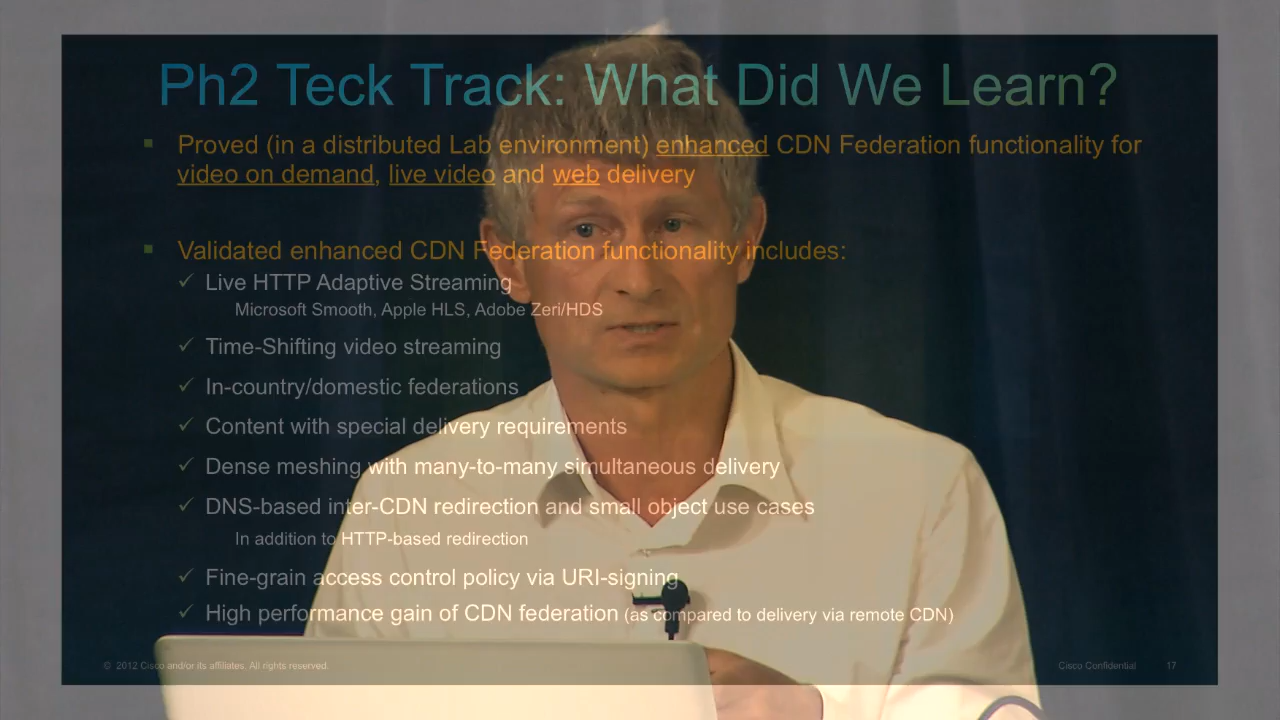 Ph2 Teck Track: What Did We Learn?
Proved (in a distributed Lab environment) enhanced CDN Federation functionality for
video on demand, live video and web delivery
Validated enhanced CDN Federation functionality includes:
Live HTTP Adaptive Streaming
Microsoft Smooth, Apple HLS, Adobe Zeri/HDS
Time-Shifting video streaming
In-country/domestic federations
Content with special delivery requirements
Dense meshing with many-to-many simultaneous delivery
DNS-based inter-CDN redirection and small object use cases
In addition to HTTP-based redirection
Fine-grain access control policy via URI-signing
High performance gain of CDN federation (as compared to delivery via remote CDN)
© 2012 Cisco and/or its affiliates. All rights reserved.
Cisco Confidential
17